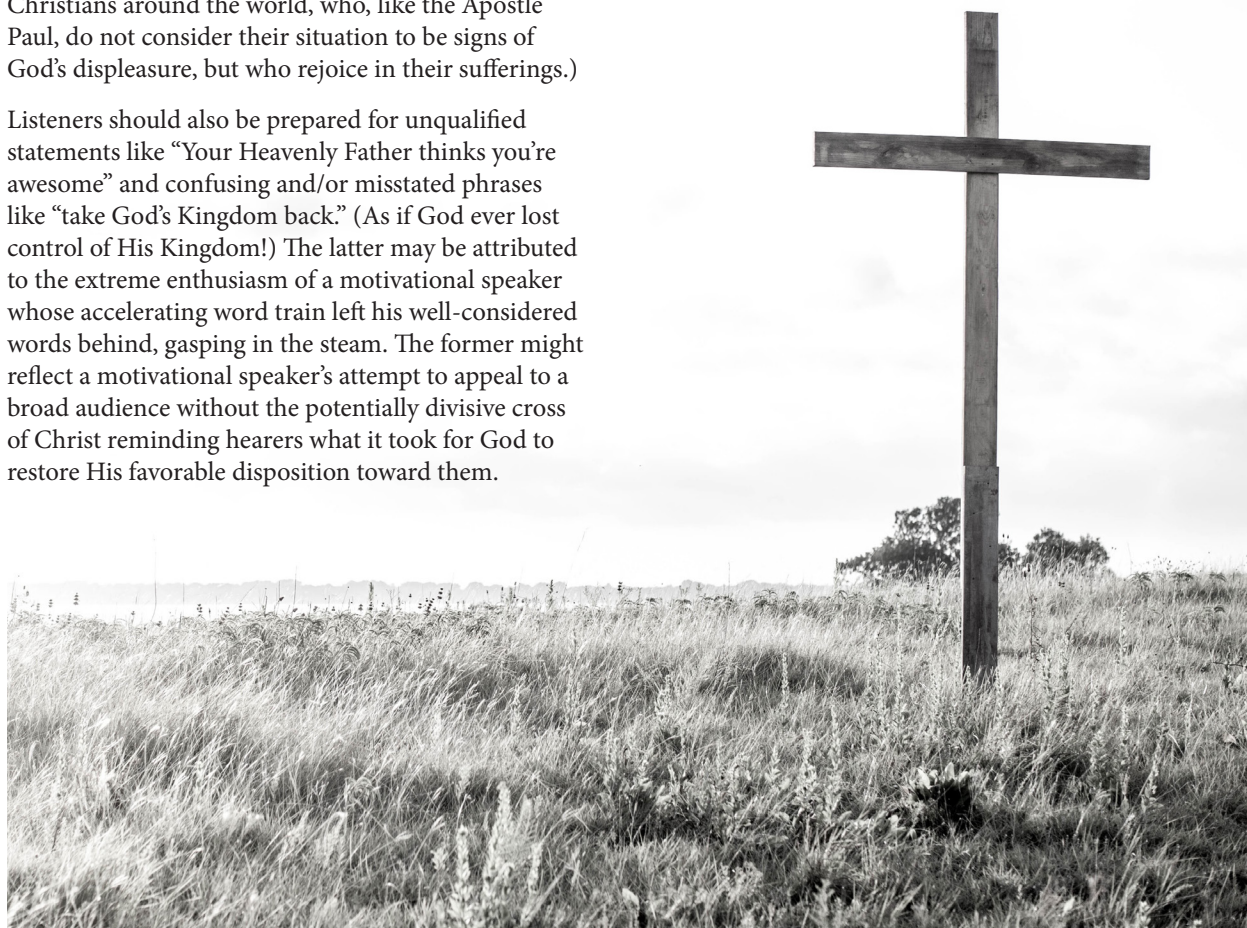 Christians around the world, who, like the Apostle
Paul, do not consider their situation to be signs of
God’s displeasure, but who rejoice in their sufferings.)
Listeners should also be prepared for unqualified
statements like “Your Heavenly Father thinks you’re
awesome” and confusing and/or misstated phrases
like “take God’s Kingdom back.” (As if God ever lost
control of His Kingdom!) The latter may be attributed
to the extreme enthusiasm of a motivational speaker
whose accelerating word train left his well-considered
words behind, gasping in the steam. The former might
reflect a motivational speaker’s attempt to appeal to a
broad audience without the potentially divisive cross
of Christ reminding hearers what it took for God to
restore His favorable disposition toward them.